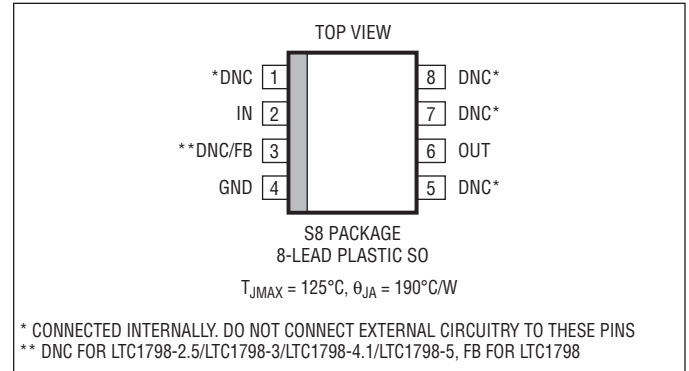 TOP VIEW
*DNC 1 8 DNC*
IN 2 7 DNC*
**DNC/FB 3 6 OUT
GND 4 5 DNC*
S8 PACKAGE
8-LEAD PLASTIC SO
TJMAX = 125°C, θJA = 190°C/W
* CONNECTED INTERNALLY. DO NOT CONNECT EXTERNAL CIRCUITRY TO THESE PINS
** DNC FOR LTC1798-2.5/LTC1798-3/LTC1798-4.1/LTC1798-5, FB FOR LTC1798